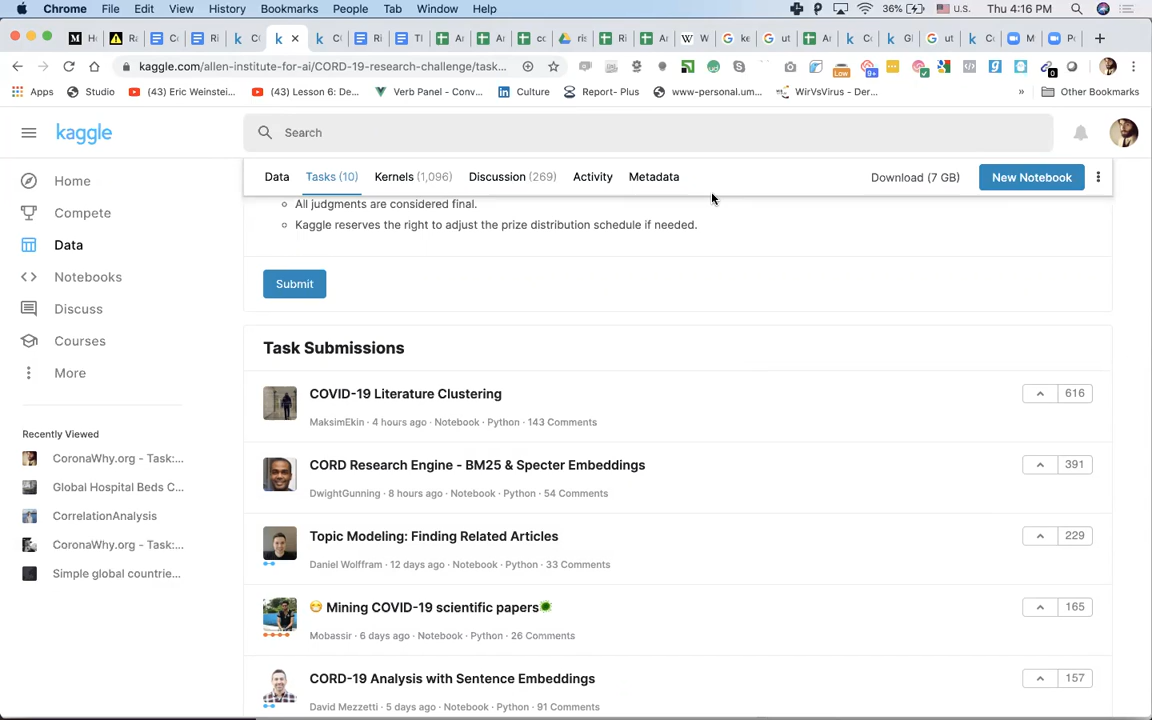 Chrome File Edit View History Bookmarks People Tab Window Help 36% U.S. Thu 4:16 PM
kaggle.com/allen-institute-for-ai/CORD-19-research-challenge/task...
Low 9+ 0
Apps Studio (43) Eric Weinstei... (43) Lesson 6: De... Verb Panel - Conv... Culture Report- Plus www-personal.um... WirVsVirus - Der... » Other Bookmarks
kaggle Search
Data Tasks (10) Kernels (1,096) Discussion (269) Activity Metadata Download (7 GB) New Notebook
Home
Compete
Data
Notebooks
Discuss
Courses
More
Recently Viewed
CoronaWhy.org - Task:...
Global Hospital Beds C...
CorrelationAnalysis
CoronaWhy.org - Task:...
Simple global countrie...
All judgments are considered final.
Kaggle reserves the right to adjust the prize distribution schedule if needed.
Submit
Task Submissions
COVID-19 Literature Clustering
616
MaksimEkin · 4 hours ago · Notebook · Python · 143 Comments
CORD Research Engine - BM25 & Specter Embeddings
391
DwightGunning · 8 hours ago · Notebook · Python · 54 Comments
Topic Modeling: Finding Related Articles
229
Daniel Wolffram · 12 days ago · Notebook · Python · 33 Comments
😁 Mining COVID-19 scientific papers
165
Mobassir · 6 days ago · Notebook · Python · 26 Comments
CORD-19 Analysis with Sentence Embeddings
157
David Mezzetti · 5 days ago · Notebook · Python · 91 Comments